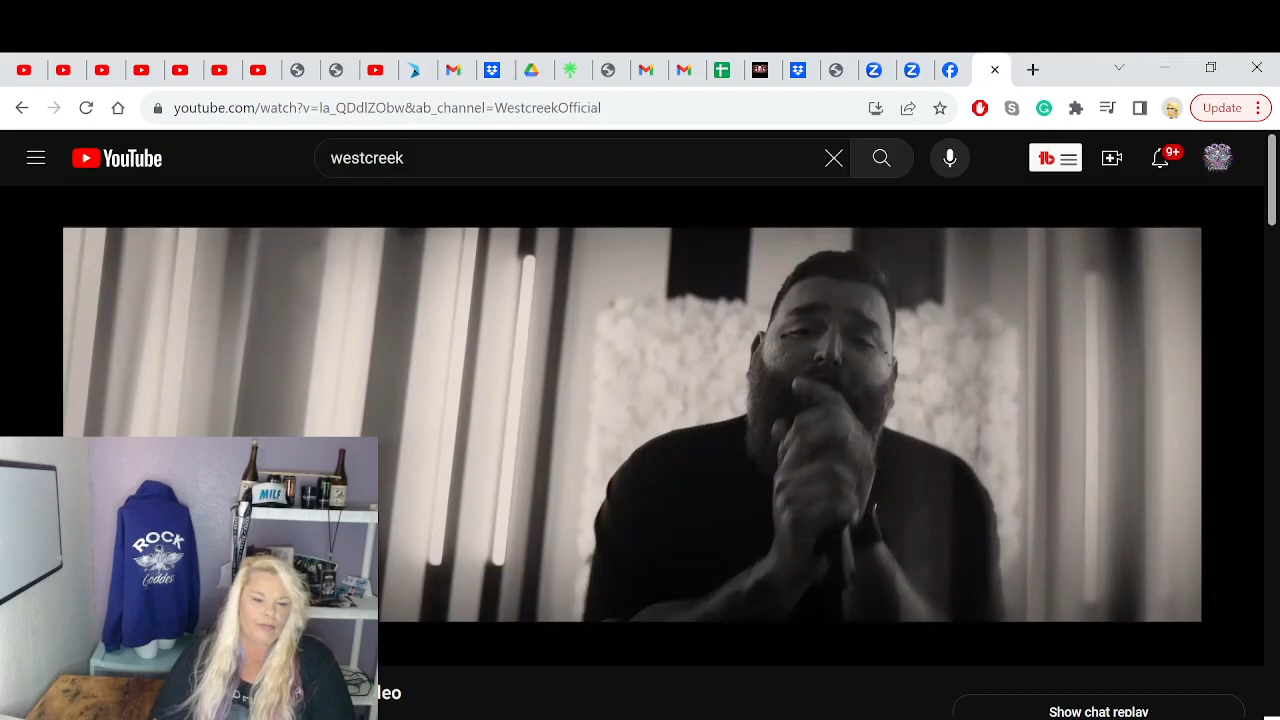 youtube.com/watch?v=la_QDdlZObw&ab_channel=WestcreekOfficial
Update
YouTube
westcreek
9+
MILF
ROCK
Goddess
leo
Show chat replay